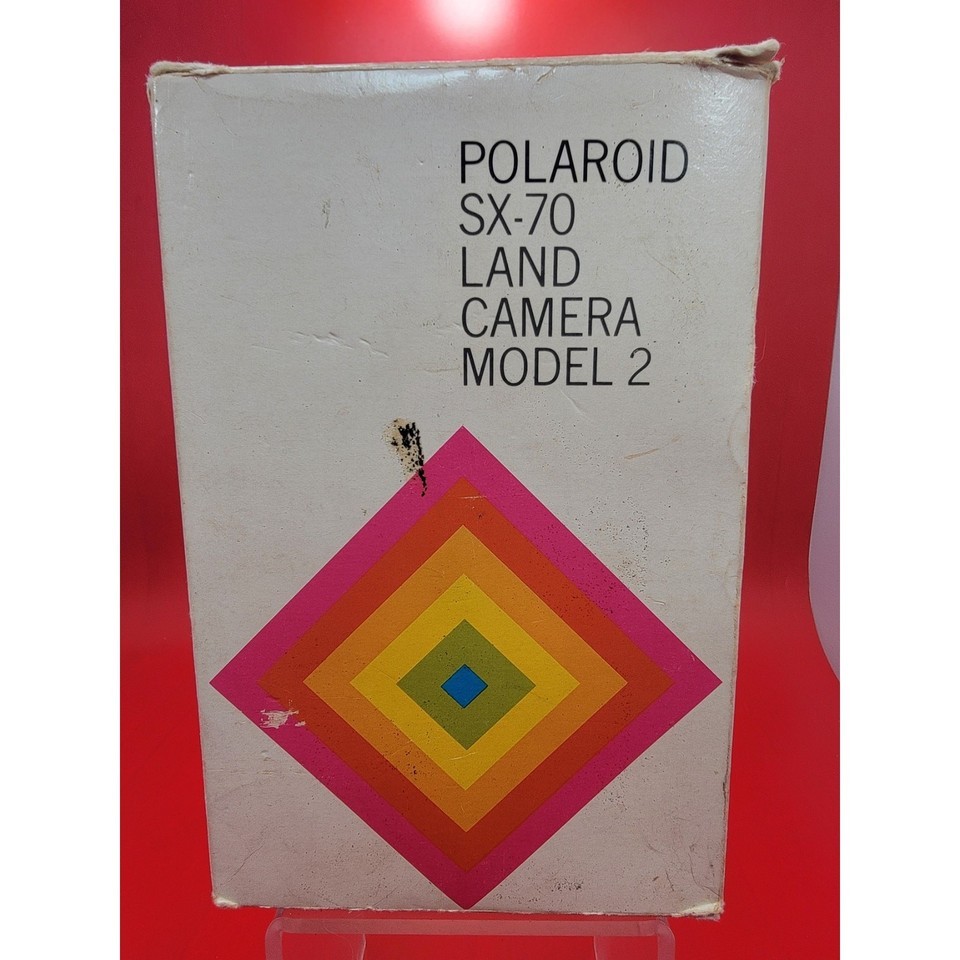 POLAROID
SX-70
LAND
CAMERA
MODEL 2